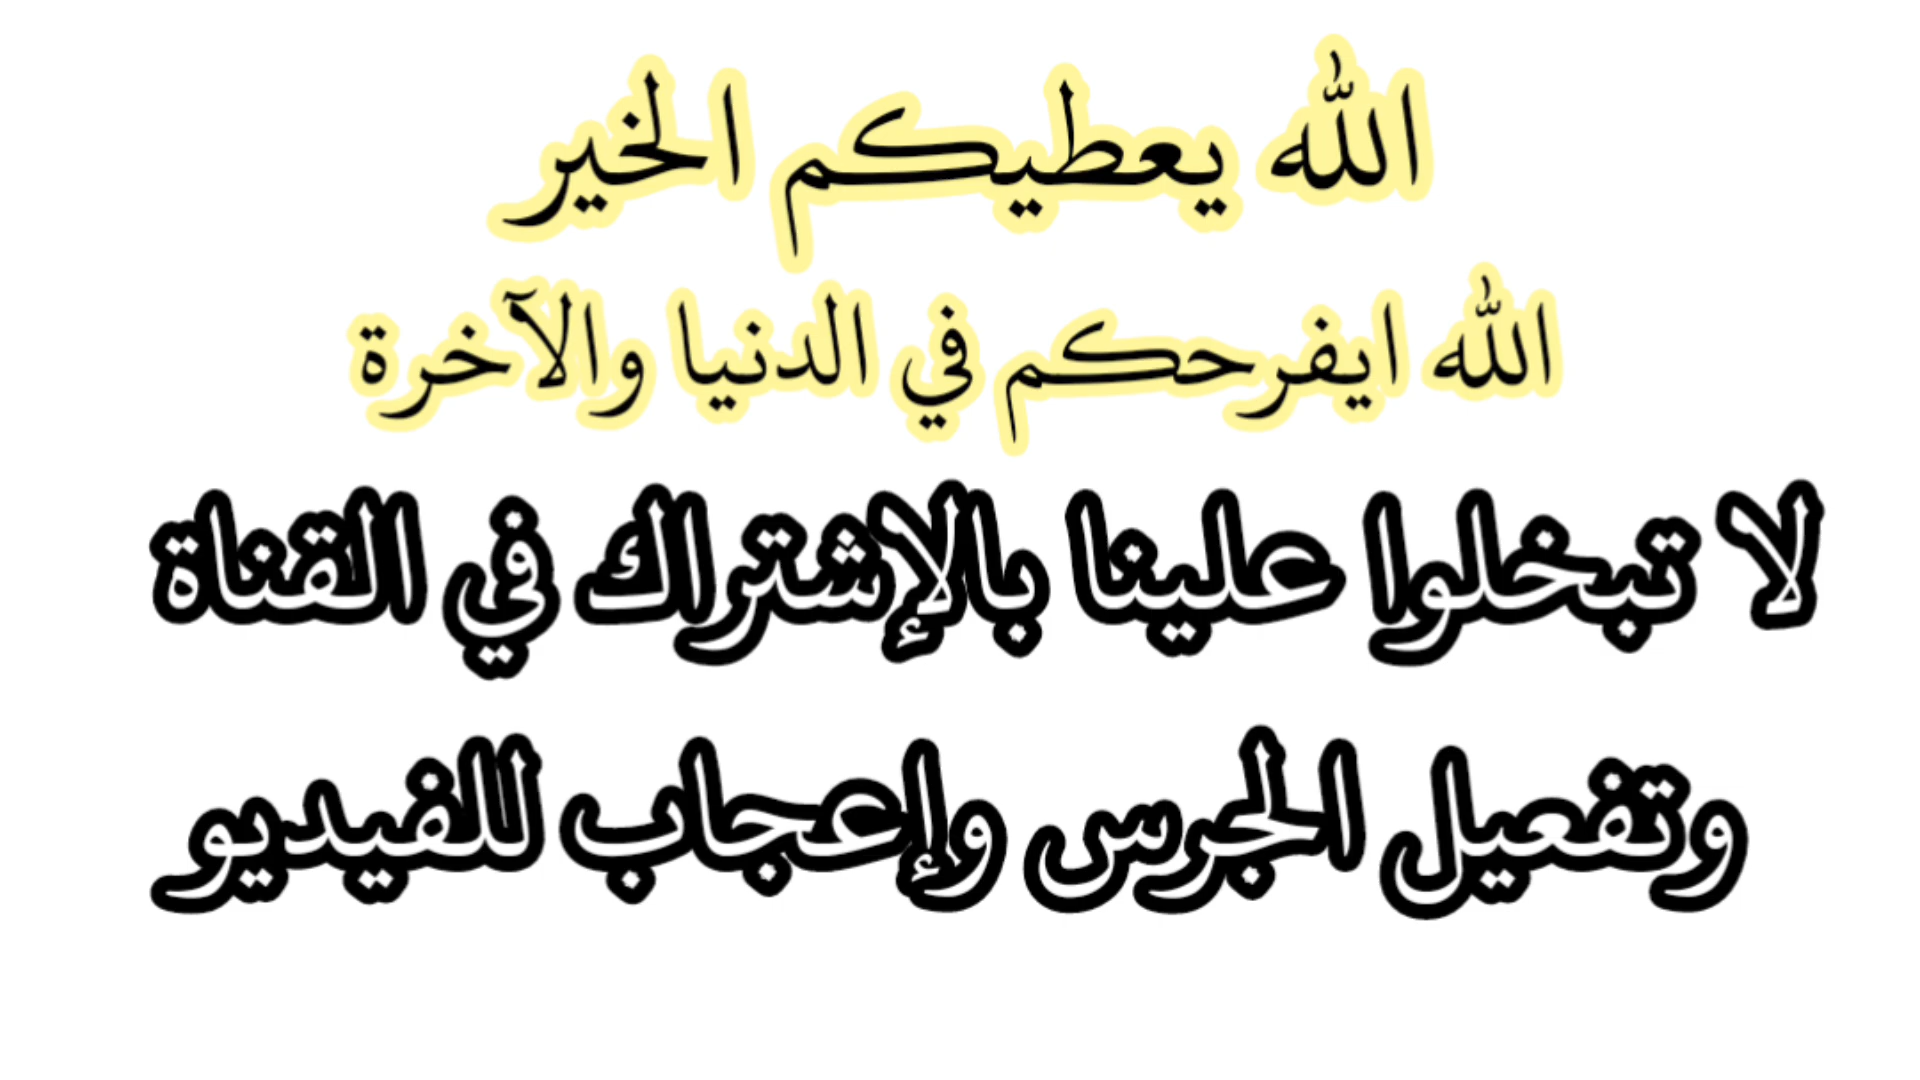 الله يعطيكم الخير
الله ايفرحكم في الدنيا والآخرة
لا تبخلوا علينا بالإشتراك في القناة
وتفعيل الجرس وإعجاب للفيديو